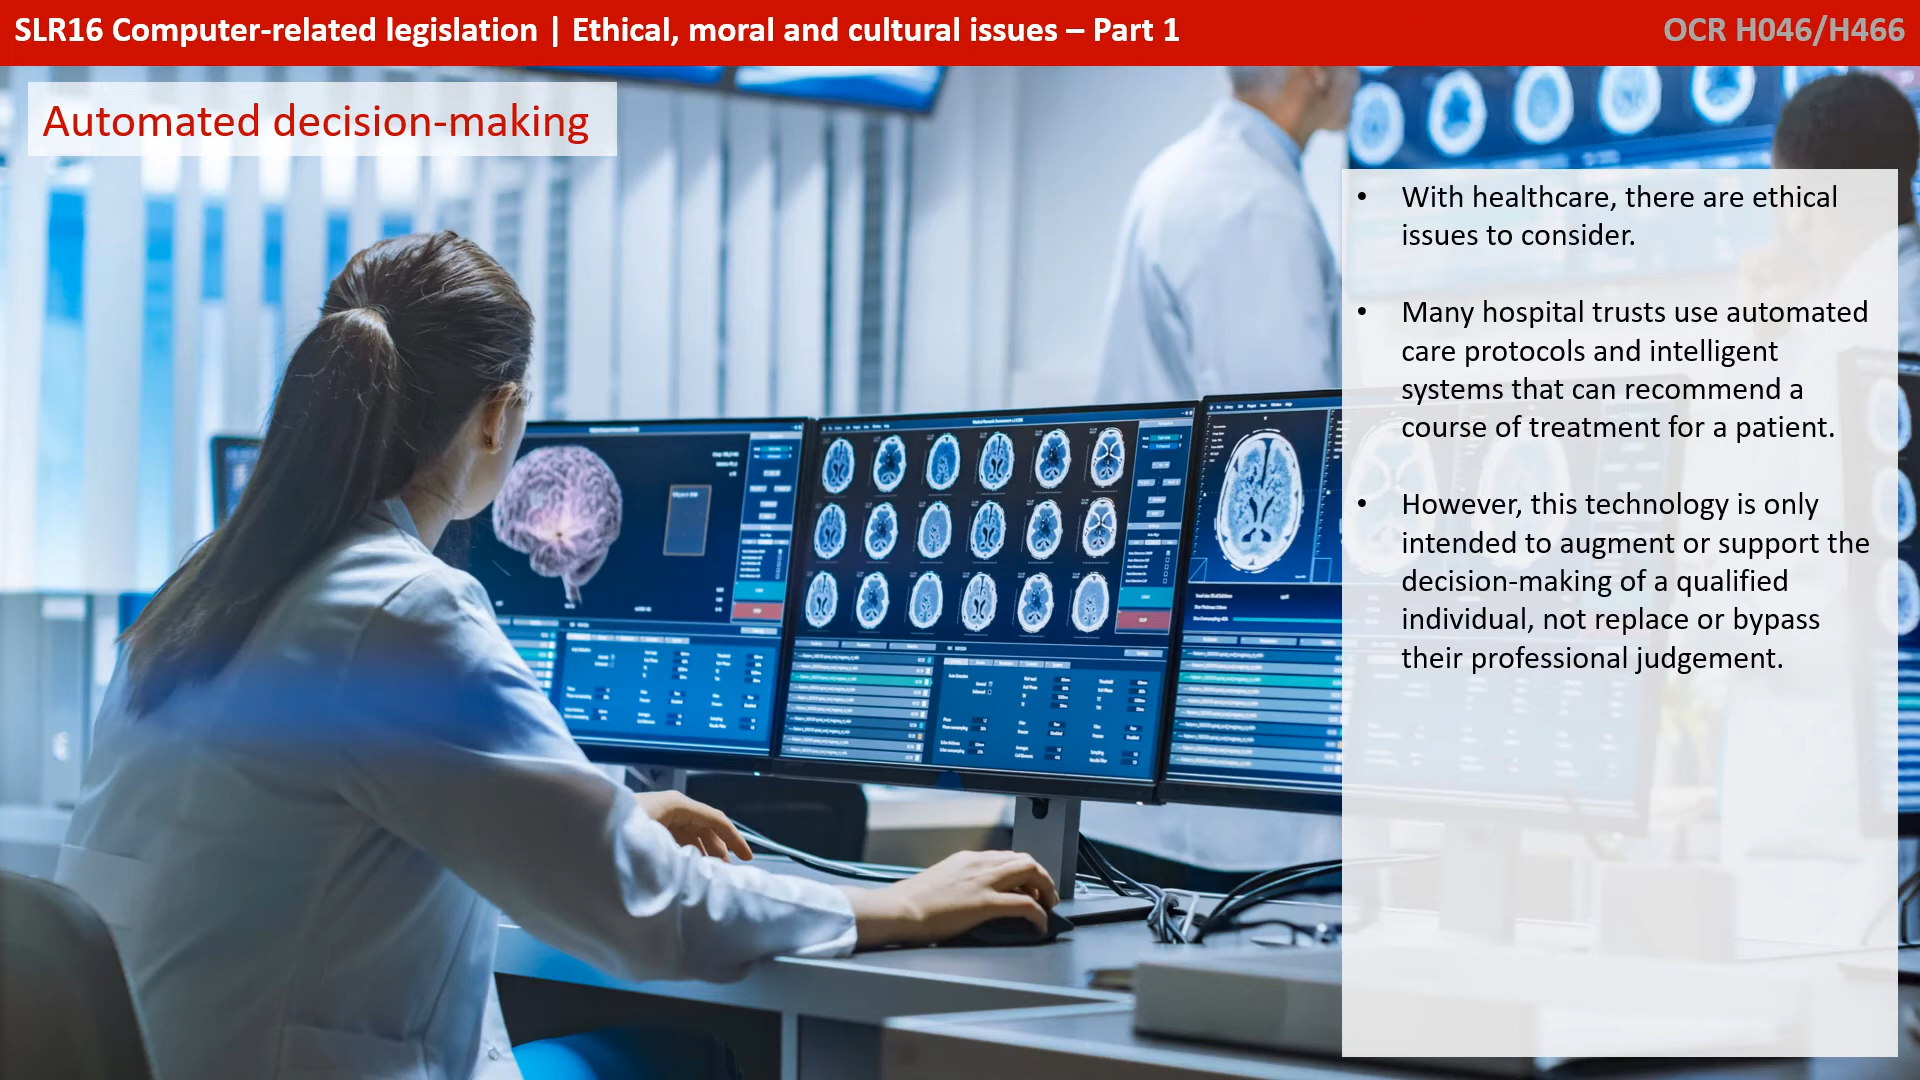 SLR16 Computer-related legislation | Ethical, moral and cultural issues – Part 1
OCR H046/H466
Automated decision-making
• With healthcare, there are ethical
issues to consider.
• Many hospital trusts use automated
care protocols and intelligent
systems that can recommend a
course of treatment for a patient.
• However, this technology is only
intended to augment or support the
decision-making of a qualified
individual, not replace or bypass
their professional judgement.